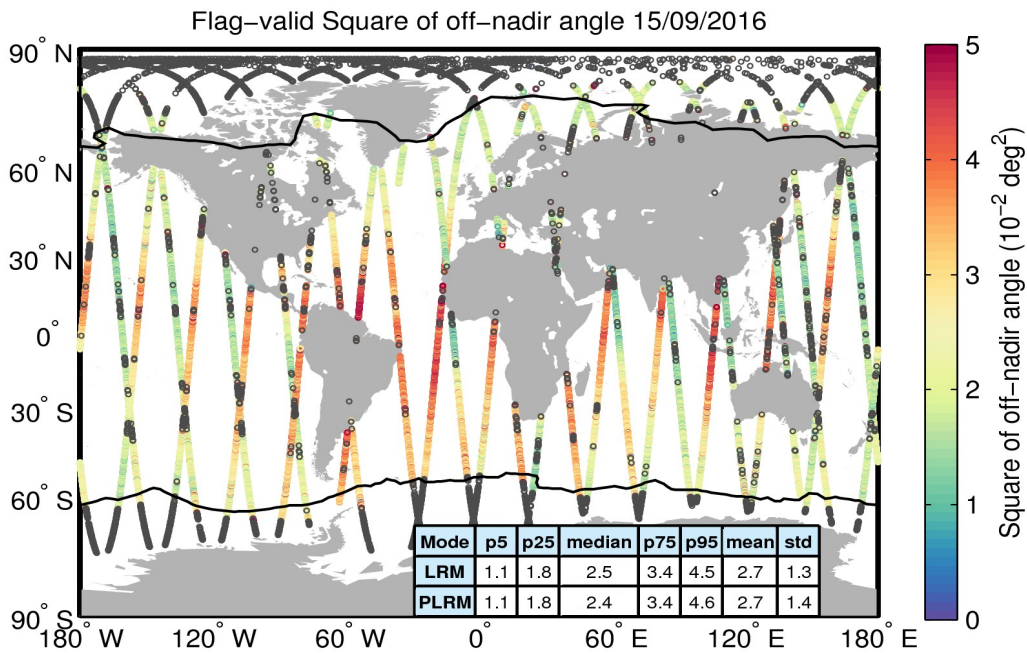 Flag−valid Square of off−nadir angle 15/09/2016
90° N
60° N
30° N
0°
30° S
60° S
90° S
180° W
120° W
60° W
0°
60° E
120° E
180° E
Mode p5 p25 median p75 p95 mean std
LRM 1.1 1.8 2.5 3.4 4.5 2.7 1.3
PLRM 1.1 1.8 2.4 3.4 4.6 2.7 1.4
5
4
3
2
1
0
Square of off−nadir angle (10⁻² deg²)